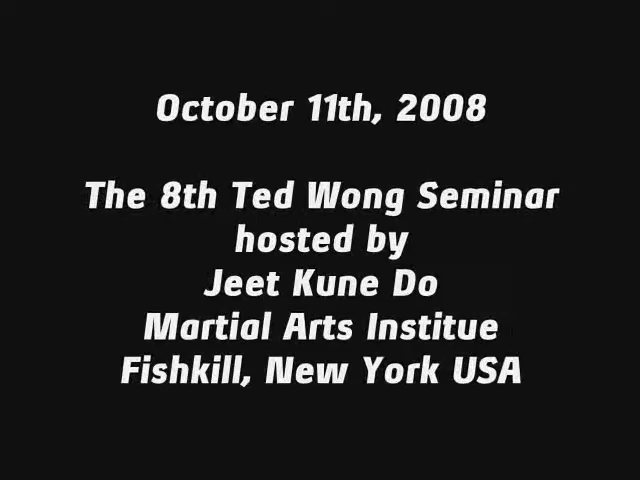 October 11th, 2008
The 8th Ted Wong Seminar
hosted by
Jeet Kune Do
Martial Arts Institue
Fishkill, New York USA